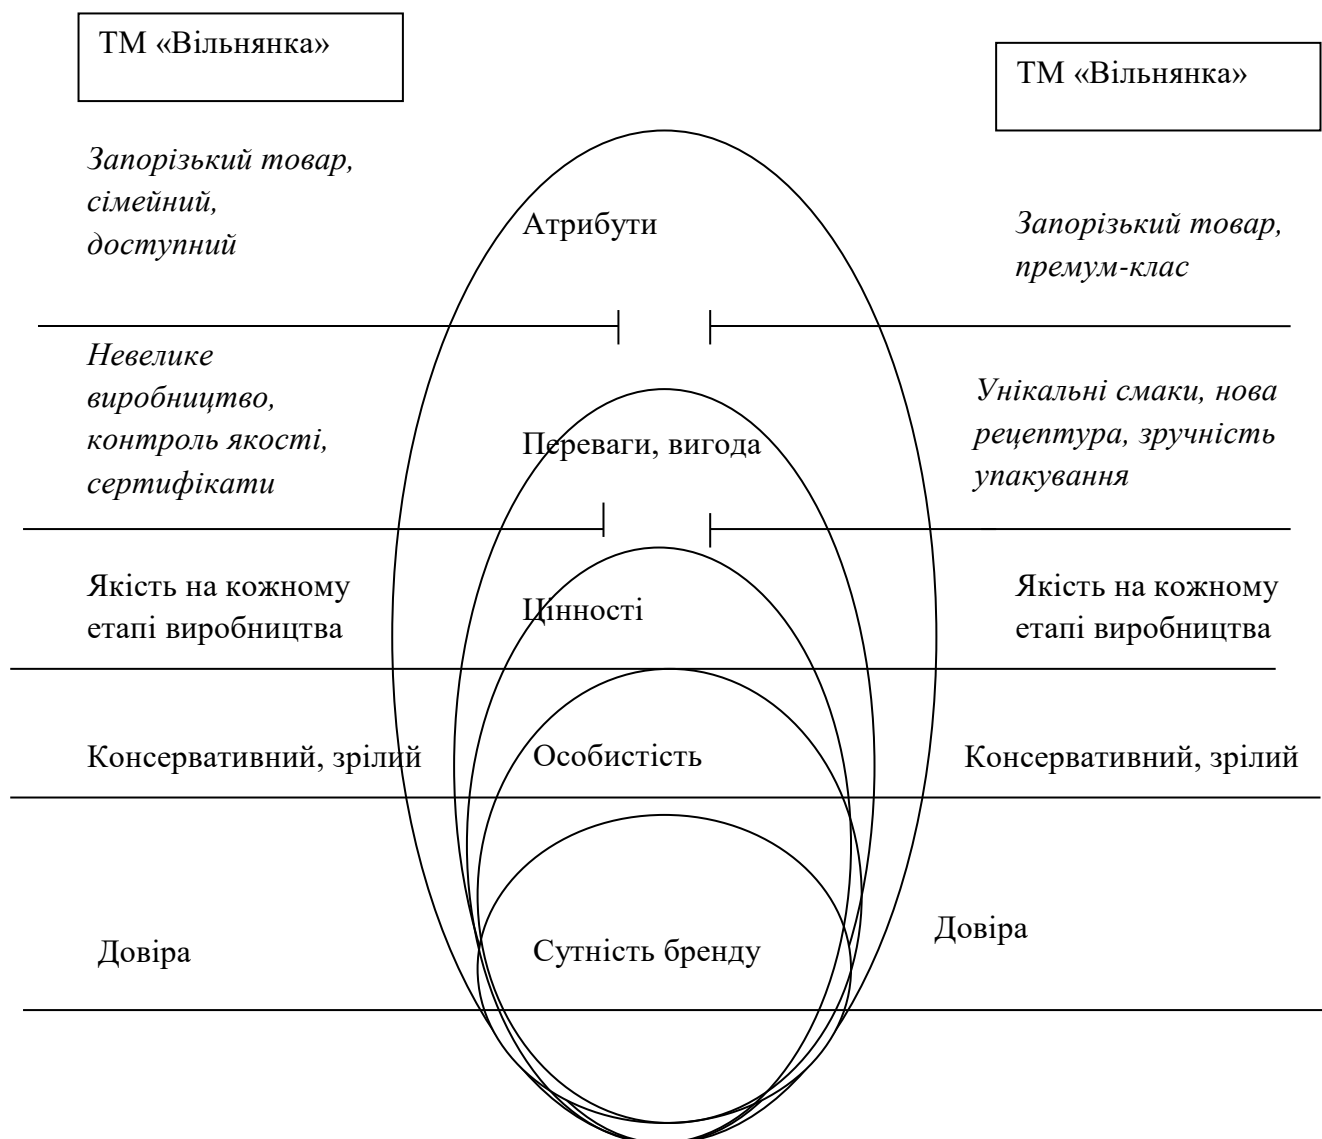 ТМ «Вільнянка»
ТМ «Вільнянка»
Запорізький товар,
сімейний,
доступний
Атрибути
Запорізький товар,
премум-клас
Невелике
виробництво,
контроль якості,
сертифікати
Переваги, вигода
Унікальні смаки, нова
рецептура, зручність
упакування
Якість на кожному
етапі виробництва
Цінності
Якість на кожному
етапі виробництва
Консервативний, зрілий
Особистість
Консервативний, зрілий
Довіра
Сутність бренду
Довіра